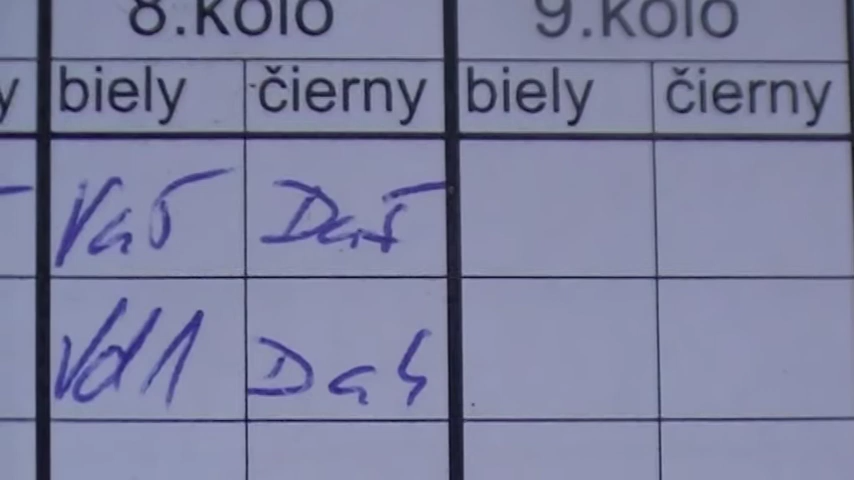 8.kolo 9.kolo
biely čierny biely čierny
Va5 Da5
Vd1 Da4